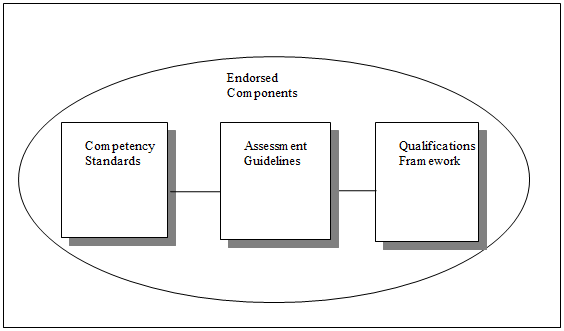 Endorsed
Components
Competency
Standards
Assessment
Guidelines
Qualifications
Framework